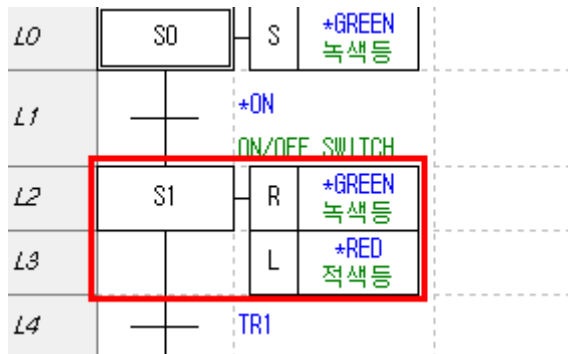 L0 S0 S *GREEN
녹색등
L1 *ON
ON/OFF SWITCH
L2 S1 R *GREEN
녹색등
L3 L *RED
적색등
L4 TR1